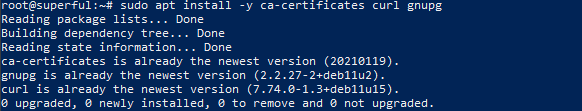 root@superful:~# sudo apt install -y ca-certificates curl gnupg
Reading package lists... Done
Building dependency tree... Done
Reading state information... Done
ca-certificates is already the newest version (20210119).
gnupg is already the newest version (2.2.27-2+deb11u2).
curl is already the newest version (7.74.0-1.3+deb11u15).
0 upgraded, 0 newly installed, 0 to remove and 0 not upgraded.